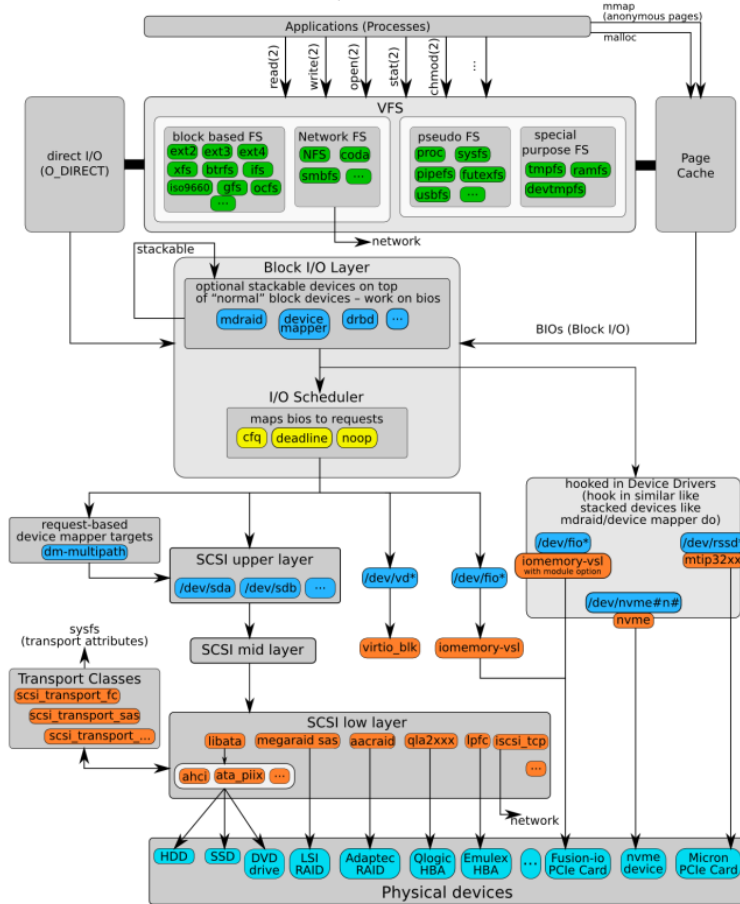 mmap
(anonymous pages)
Applications (Processes)
malloc
read(2)
write(2)
open(2)
stat(2)
chmod(2)
...
VFS
direct I/O
(O_DIRECT)
block based FS
ext2 ext3 ext4
xfs btrfs ifs
iso9660 gfs ocfs
...
Network FS
NFS coda
smbfs ...
pseudo FS
proc sysfs
pipefs futexfs
usbfs ...
special
purpose FS
tmpfs ramfs
devtmpfs
Page
Cache
network
stackable
Block I/O Layer
optional stackable devices on top
of “normal” block devices – work on bios
mdraid device mapper drbd ...
BIOs (Block I/O)
I/O Scheduler
maps bios to requests
cfq deadline noop
hooked in Device Drivers
(hook in similar like
stacked devices like
mdraid/device mapper do)
request-based
device mapper targets
dm-multipath
SCSI upper layer
/dev/sda /dev/sdb ...
/dev/vd*
/dev/fio*
/dev/fio*
iomemory-vsl
with module option
/dev/rssd*
mtip32xx
/dev/nvme#n#
nvme
sysfs
(transport attributes)
SCSI mid layer
virtio_blk
iomemory-vsl
Transport Classes
scsi_transport_fc
scsi_transport_sas
scsi_transport_...
SCSI low layer
libata megaraid sas aacraid qla2xxx lpfc iscsi_tcp
ahci ata_piix ...
...
network
HDD
SSD
DVD
drive
LSI
RAID
Adaptec
RAID
Qlogic
HBA
Emulex
HBA
...
Fusion-io
PCIe Card
nvme
device
Micron
PCIe Card
Physical devices